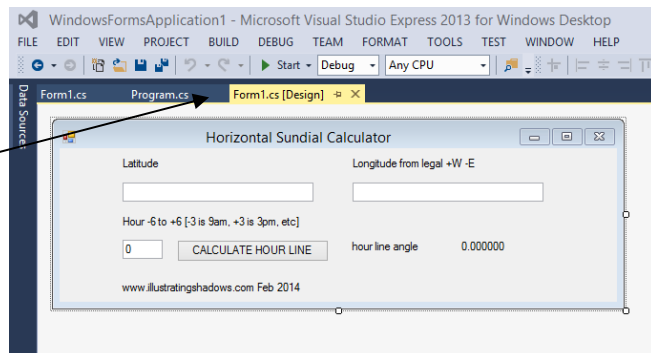 WindowsFormsApplication1 - Microsoft Visual Studio Express 2013 for Windows Desktop
FILE EDIT VIEW PROJECT BUILD DEBUG TEAM FORMAT TOOLS TEST WINDOW HELP
Start Debug Any CPU
Data Sources
Form1.cs Program.cs Form1.cs [Design]
Horizontal Sundial Calculator
Latitude Longitude from legal +W -E
Hour -6 to +6 [-3 is 9am, +3 is 3pm, etc]
0 CALCULATE HOUR LINE hour line angle 0.000000
www.illustratingshadows.com Feb 2014